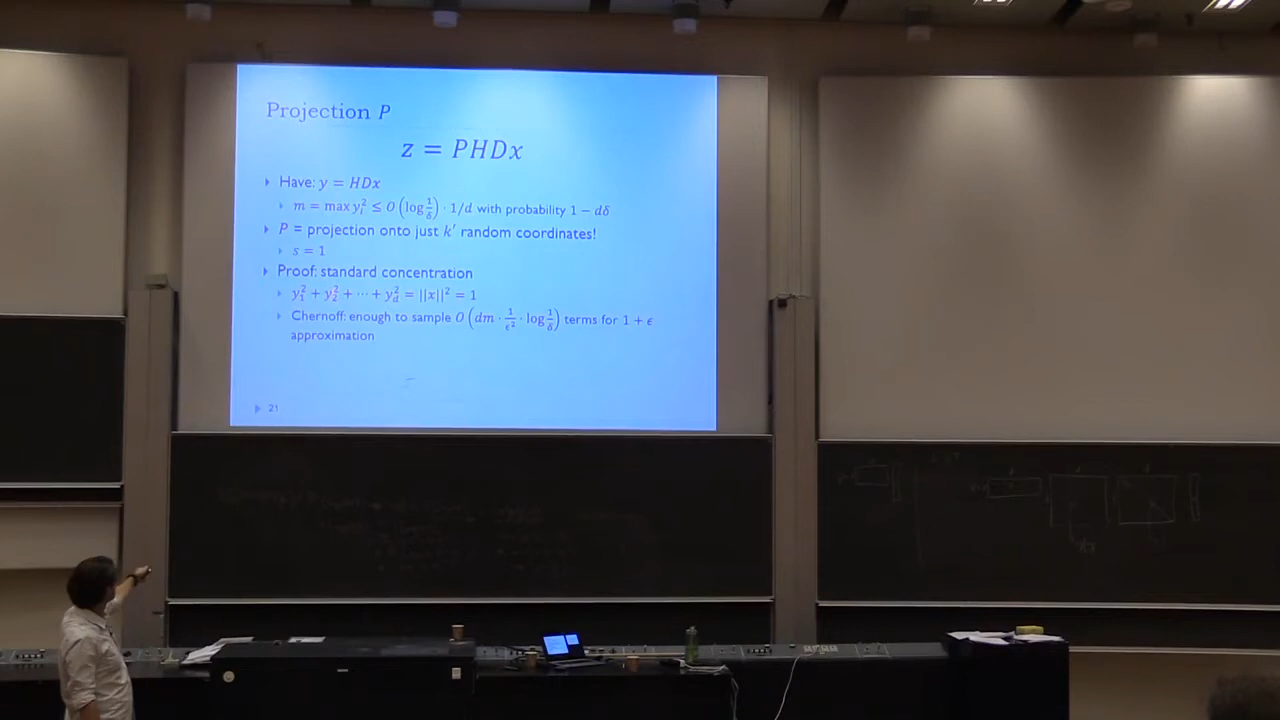 Projection P
z = PHDx
Have: y = HDx
m = max y_i^2 ≤ O(log 1/δ) · 1/d with probability 1 − dδ
P = projection onto just k′ random coordinates!
s = 1
Proof: standard concentration
y_1^2 + y_2^2 + ⋯ + y_d^2 = ||x||^2 = 1
Chernoff: enough to sample O(dm · 1/ϵ^2 · log 1/δ) terms for 1 + ϵ
approximation
21